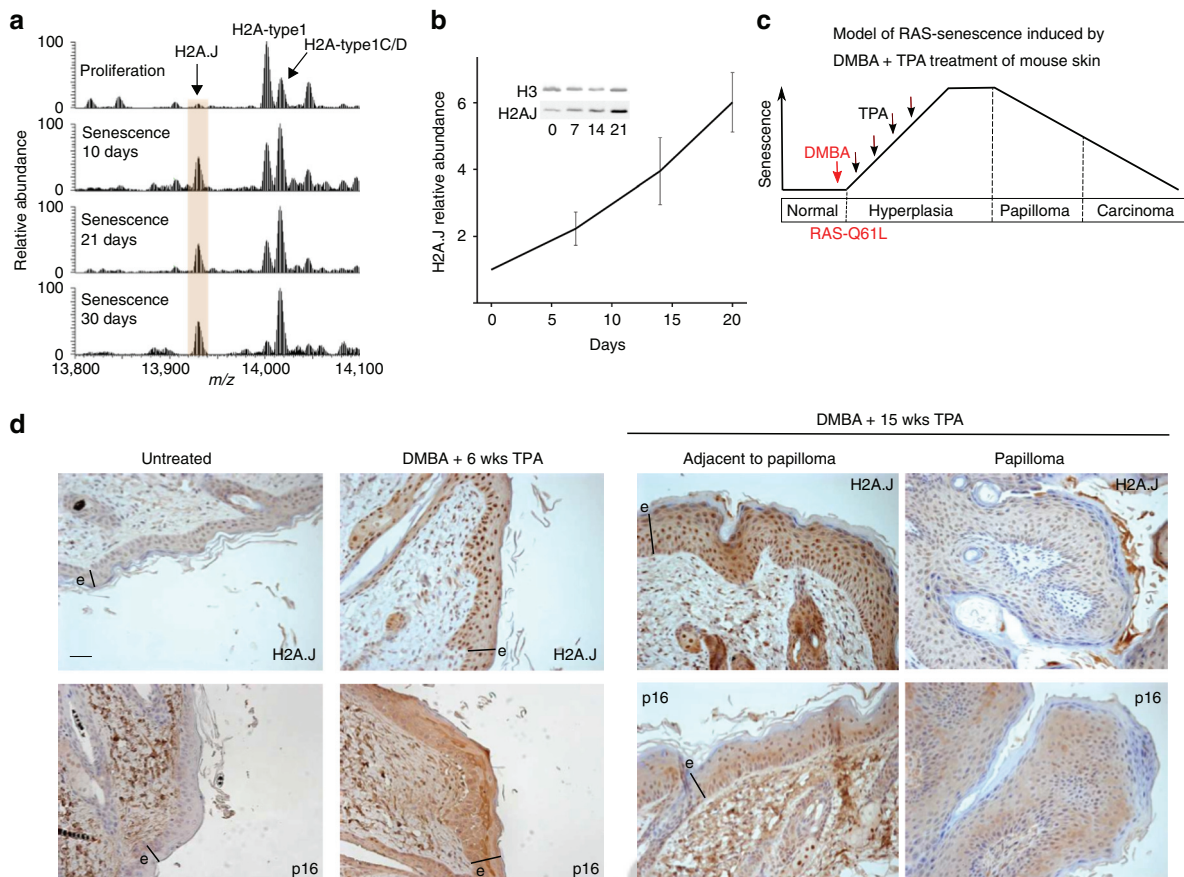 a
H2A-type1
H2A.J
H2A-type1C/D
100
Proliferation
0
100
Senescence
10 days
0
100
Senescence
21 days
0
100
Senescence
30 days
0
Relative abundance
13,800 13,900 14,000 14,100
m/z
b
H3
H2AJ
0 7 14 21
6
4
2
H2A.J relative abundance
0 5 10 15 20
Days
c
Model of RAS-senescence induced by
DMBA + TPA treatment of mouse skin
TPA
DMBA
Senescence
Normal Hyperplasia Papilloma Carcinoma
RAS-Q61L
d
DMBA + 15 wks TPA
Untreated DMBA + 6 wks TPA Adjacent to papilloma Papilloma
e H2A.J
e H2A.J
e H2A.J
H2A.J
e p16
e p16
p16 e
p16